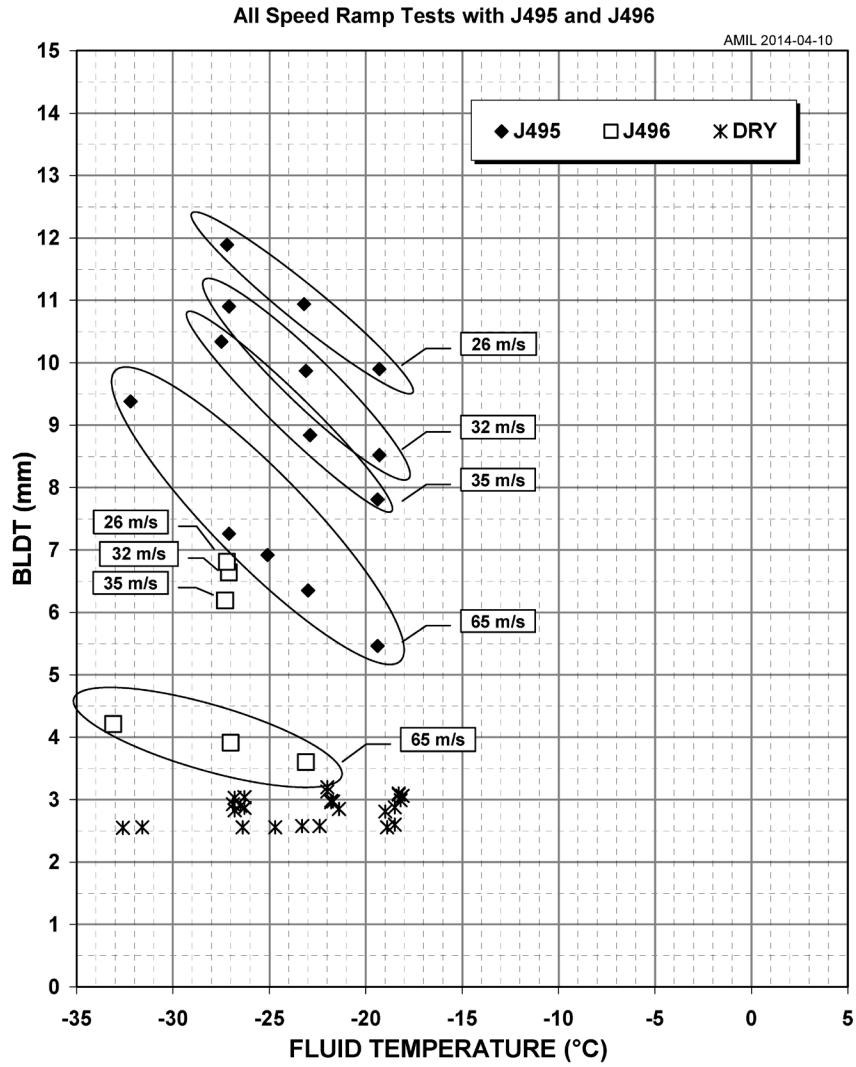 All Speed Ramp Tests with J495 and J496
AMIL 2014-04-10
J495 J496 DRY
15
14
13
12
11
10
9
8
7
6
5
4
3
2
1
0
26 m/s
32 m/s
35 m/s
26 m/s
32 m/s
35 m/s
65 m/s
65 m/s
BLDT (mm)
-35 -30 -25 -20 -15 -10 -5 0 5
FLUID TEMPERATURE (°C)